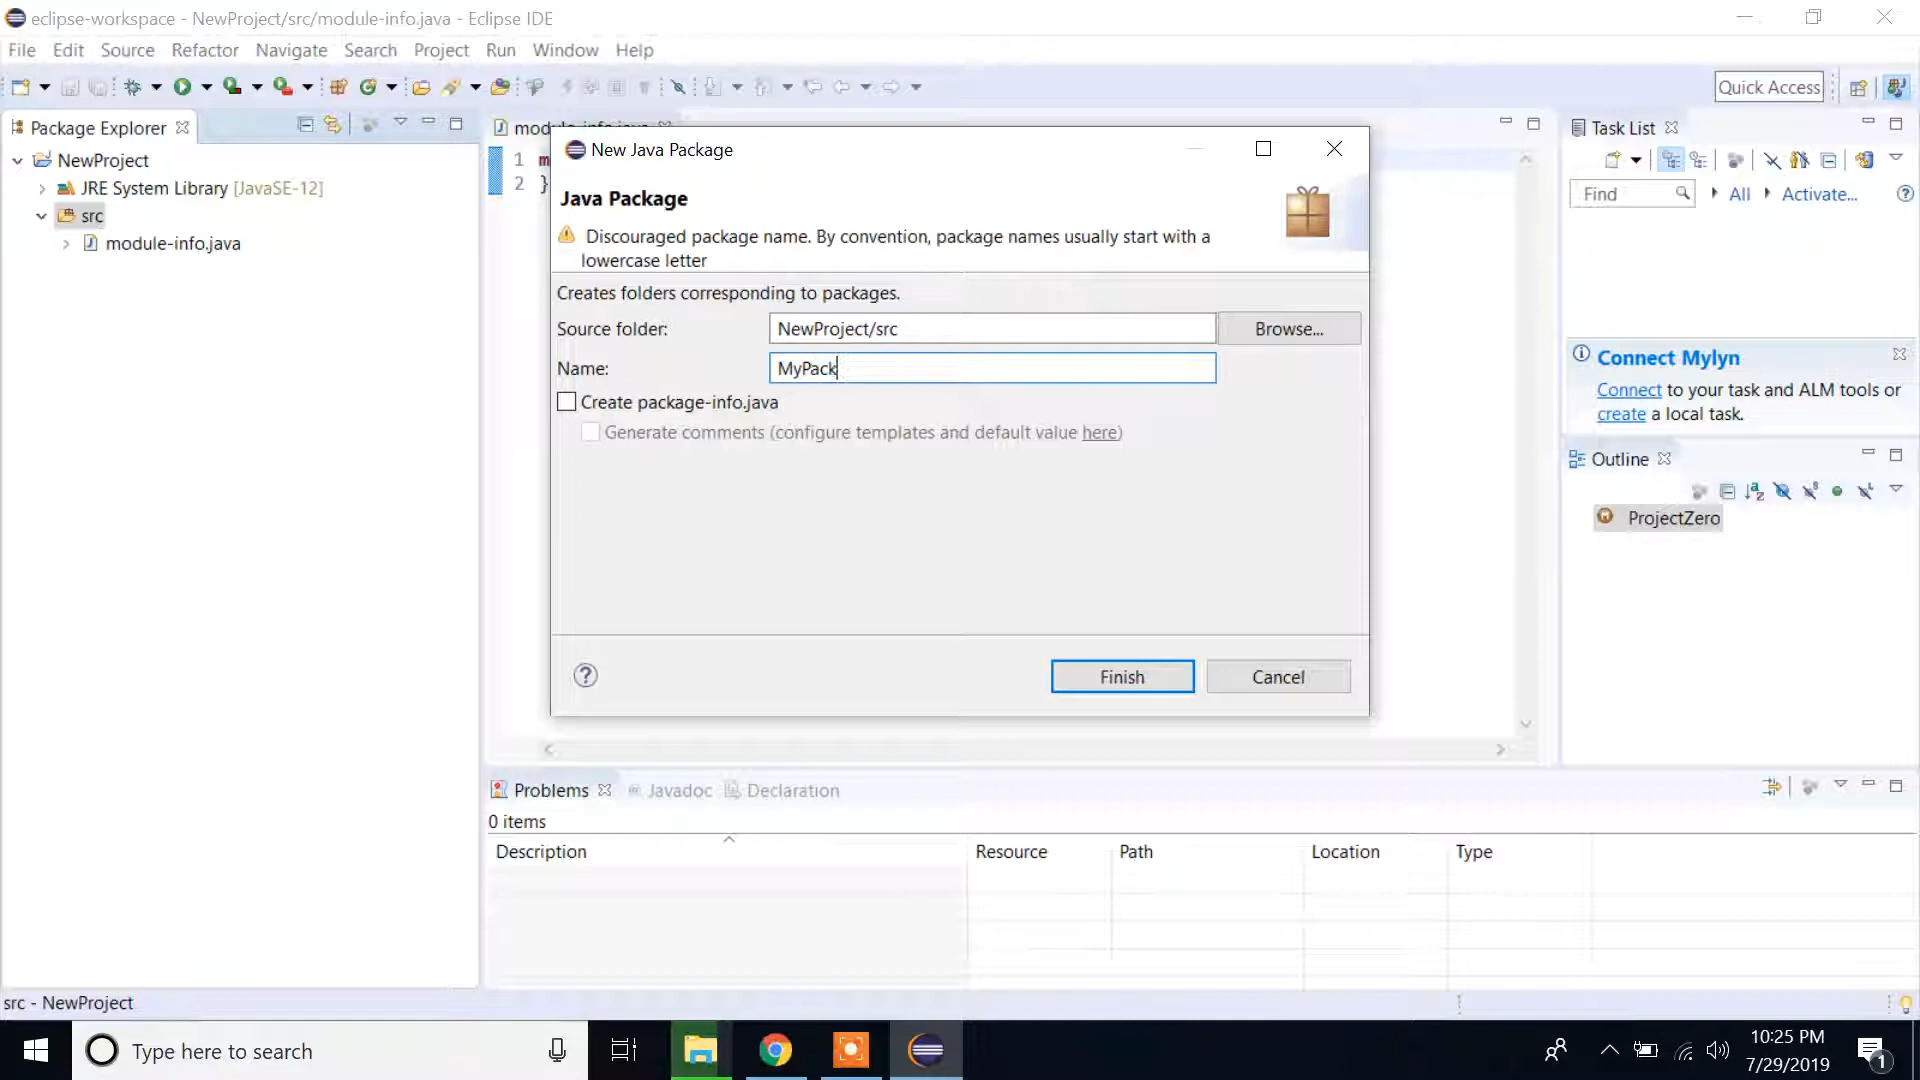 eclipse-workspace - NewProject/src/module-info.java - Eclipse IDE
File Edit Source Refactor Navigate Search Project Run Window Help
Quick Access
Package Explorer
NewProject
JRE System Library [JavaSE-12]
src
module-info.java
1
2 }
New Java Package
Java Package
Discouraged package name. By convention, package names usually start with a
lowercase letter
Creates folders corresponding to packages.
Source folder: NewProject/src Browse...
Name: MyPack
Create package-info.java
Generate comments (configure templates and default value here)
? Finish Cancel
Task List
Find All Activate... ?
Connect Mylyn
Connect to your task and ALM tools or
create a local task.
Outline
ProjectZero
Problems Javadoc Declaration
0 items
Description Resource Path Location Type
src - NewProject
Type here to search
10:25 PM
7/29/2019
1